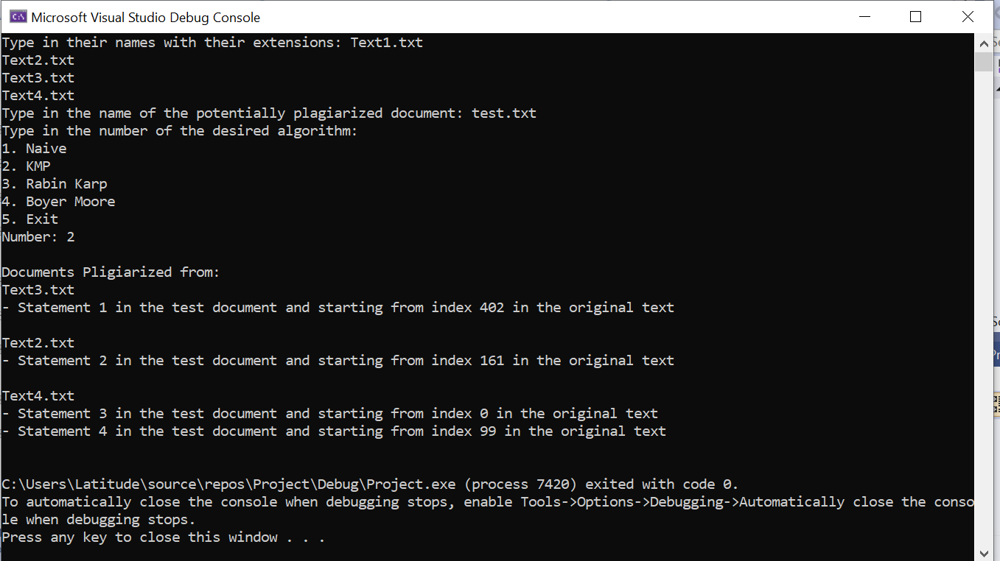 Microsoft Visual Studio Debug Console
Type in their names with their extensions: Text1.txt
Text2.txt
Text3.txt
Text4.txt
Type in the name of the potentially plagiarized document: test.txt
Type in the number of the desired algorithm:
1. Naive
2. KMP
3. Rabin Karp
4. Boyer Moore
5. Exit
Number: 2
Documents Pligiarized from:
Text3.txt
- Statement 1 in the test document and starting from index 402 in the original text
Text2.txt
- Statement 2 in the test document and starting from index 161 in the original text
Text4.txt
- Statement 3 in the test document and starting from index 0 in the original text
- Statement 4 in the test document and starting from index 99 in the original text
C:\Users\Latitude\source\repos\Project\Debug\Project.exe (process 7420) exited with code 0.
To automatically close the console when debugging stops, enable Tools->Options->Debugging->Automatically close the conso
le when debugging stops.
Press any key to close this window . . .